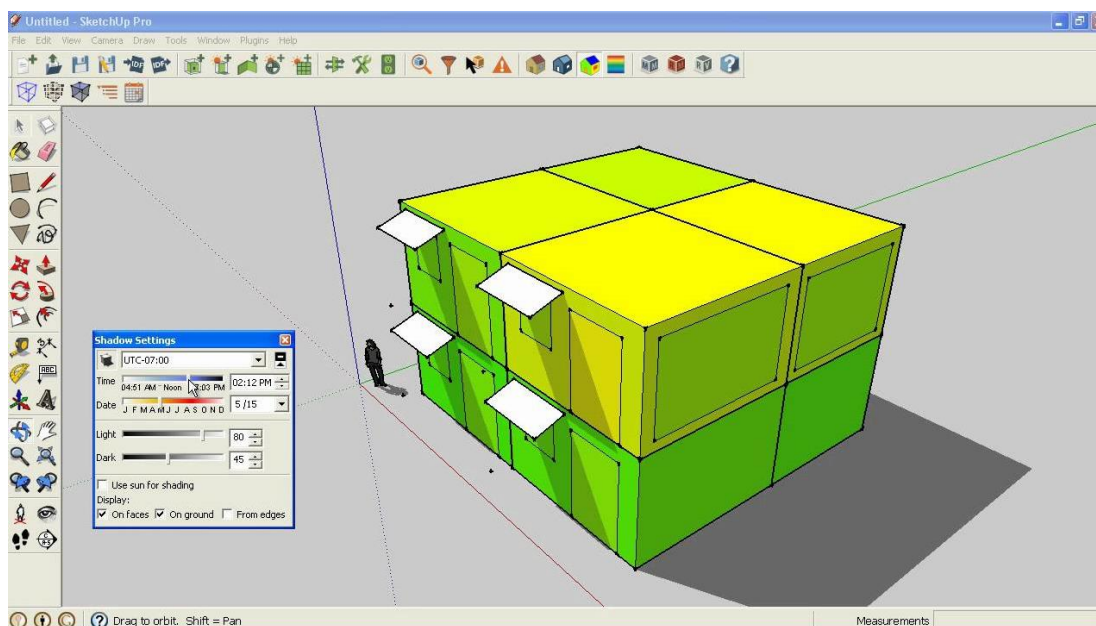 Untitled - SketchUp Pro
File Edit View Camera Draw Tools Window Plugins Help
Shadow Settings
UTC-07:00
Time 04:51 AM Noon 7:03 PM 02:12 PM
Date J F M A M J J A S O N D 5/15
Light 80
Dark 45
Use sun for shading
Display:
On faces On ground From edges
ABC
Drag to orbit. Shift = Pan
Measurements